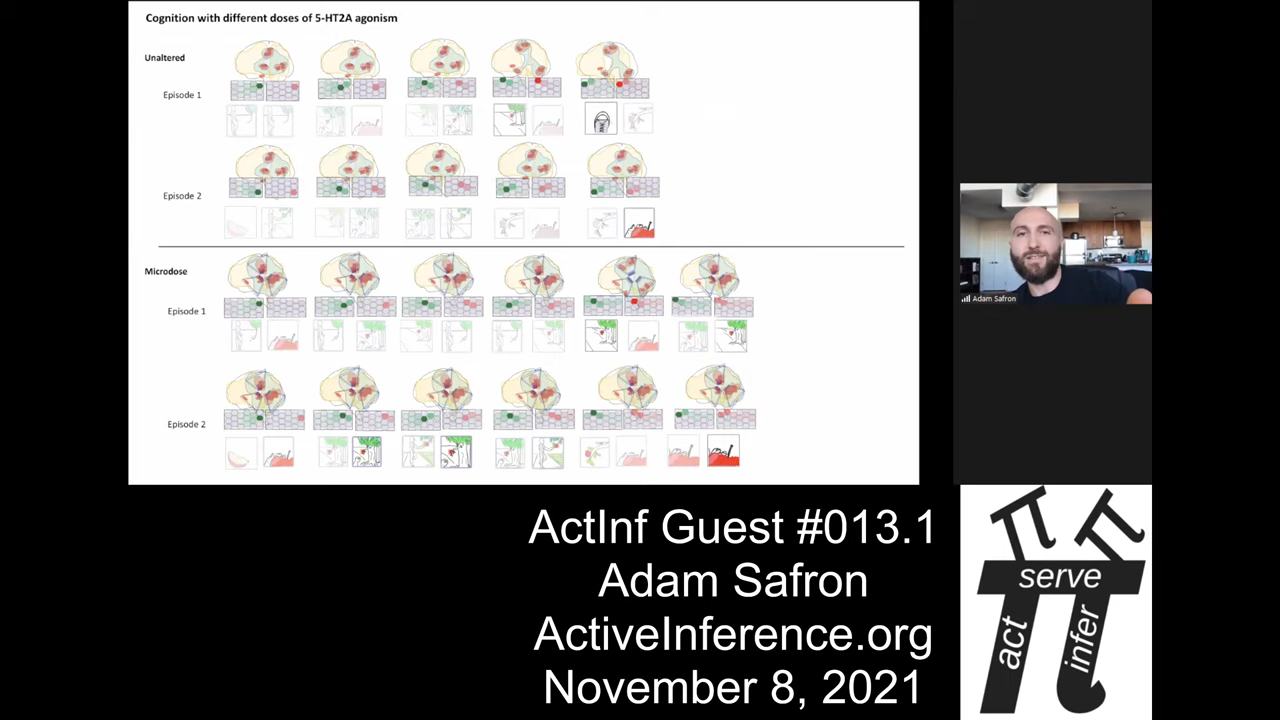 Cognition with different doses of 5-HT2A agonism
Unaltered
Episode 1
Episode 2
Microdose
Episode 1
Episode 2
Adam Safron
ActInf Guest #013.1
Adam Safron
ActiveInference.org
November 8, 2021
serve
act
infer